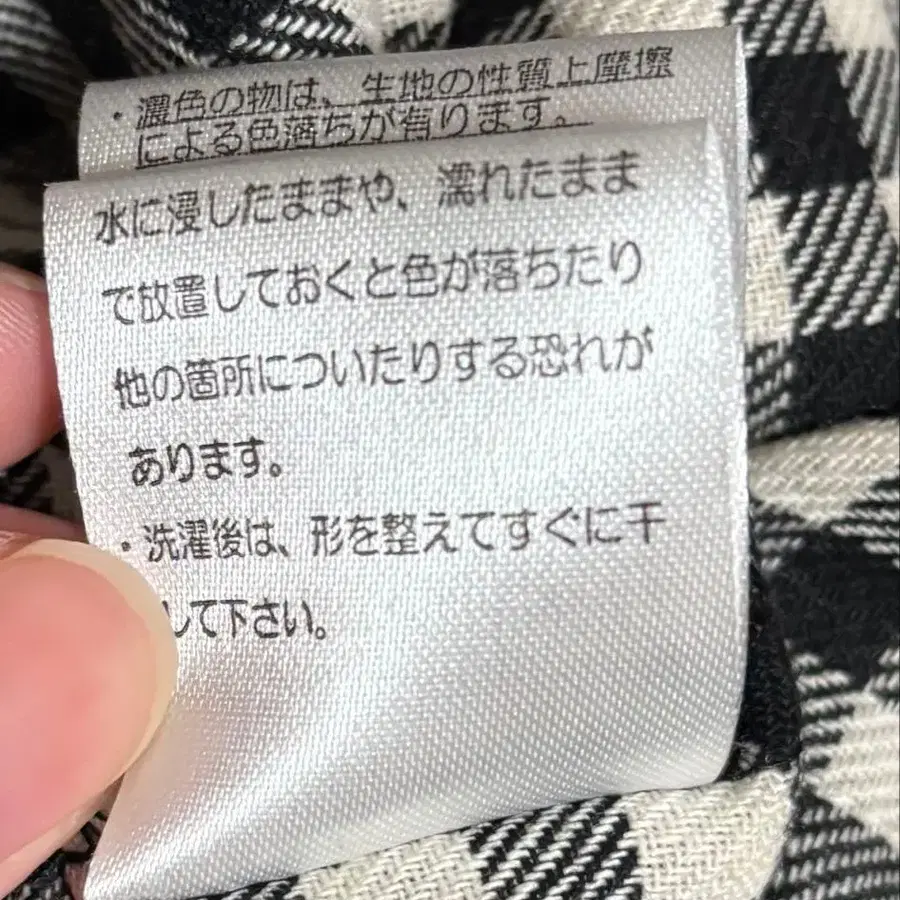 ・濃色の物は、生地の性質上摩擦
による色落ちが有ります。
水に浸したままや、濡れたまま
で放置しておくと色が落ちたり
他の箇所についたりする恐れが
あります。
・洗濯後は、形を整えてすぐに干
して下さい。